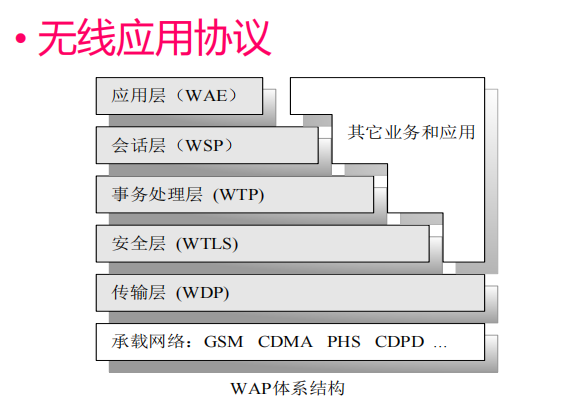 • 无线应用协议
应用层（WAE）
其它业务和应用
会话层（WSP）
事务处理层 (WTP)
安全层 (WTLS)
传输层 (WDP)
承载网络：GSM CDMA PHS CDPD ...
WAP体系结构